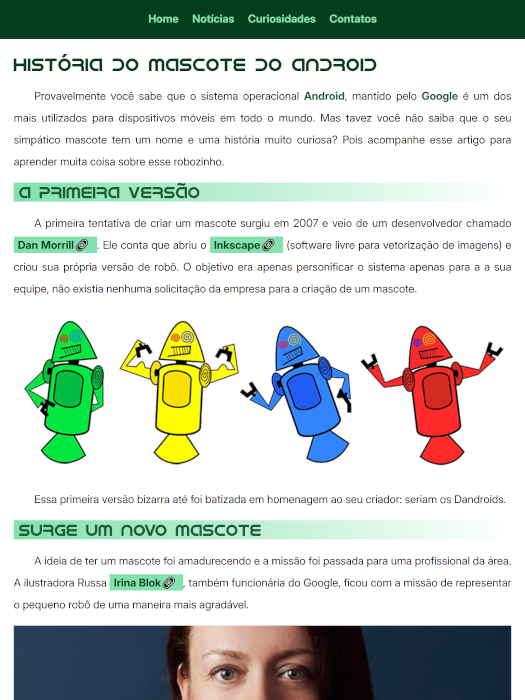 Home Notícias Curiosidades Contatos
História do mascote do Android
Provavelmente você sabe que o sistema operacional Android, mantido pelo Google é um dos
mais utilizados para dispositivos móveis em todo o mundo. Mas tavez você não saiba que o seu
simpático mascote tem um nome e uma história muito curiosa? Pois acompanhe esse artigo para
aprender muita coisa sobre esse robozinho.
A primeira versão
A primeira tentativa de criar um mascote surgiu em 2007 e veio de um desenvolvedor chamado
Dan Morrill. Ele conta que abriu o Inkscape (software livre para vetorização de imagens) e
criou sua própria versão de robô. O objetivo era apenas personificar o sistema apenas para a a sua
equipe, não existia nenhuma solicitação da empresa para a criação de um mascote.
Essa primeira versão bizarra até foi batizada em homenagem ao seu criador: seriam os Dandroids.
Surge um novo mascote
A ideia de ter um mascote foi amadurecendo e a missão foi passada para uma profissional da área.
A ilustradora Russa Irina Blok, também funcionária do Google, ficou com a missão de representar
o pequeno robô de uma maneira mais agradável.